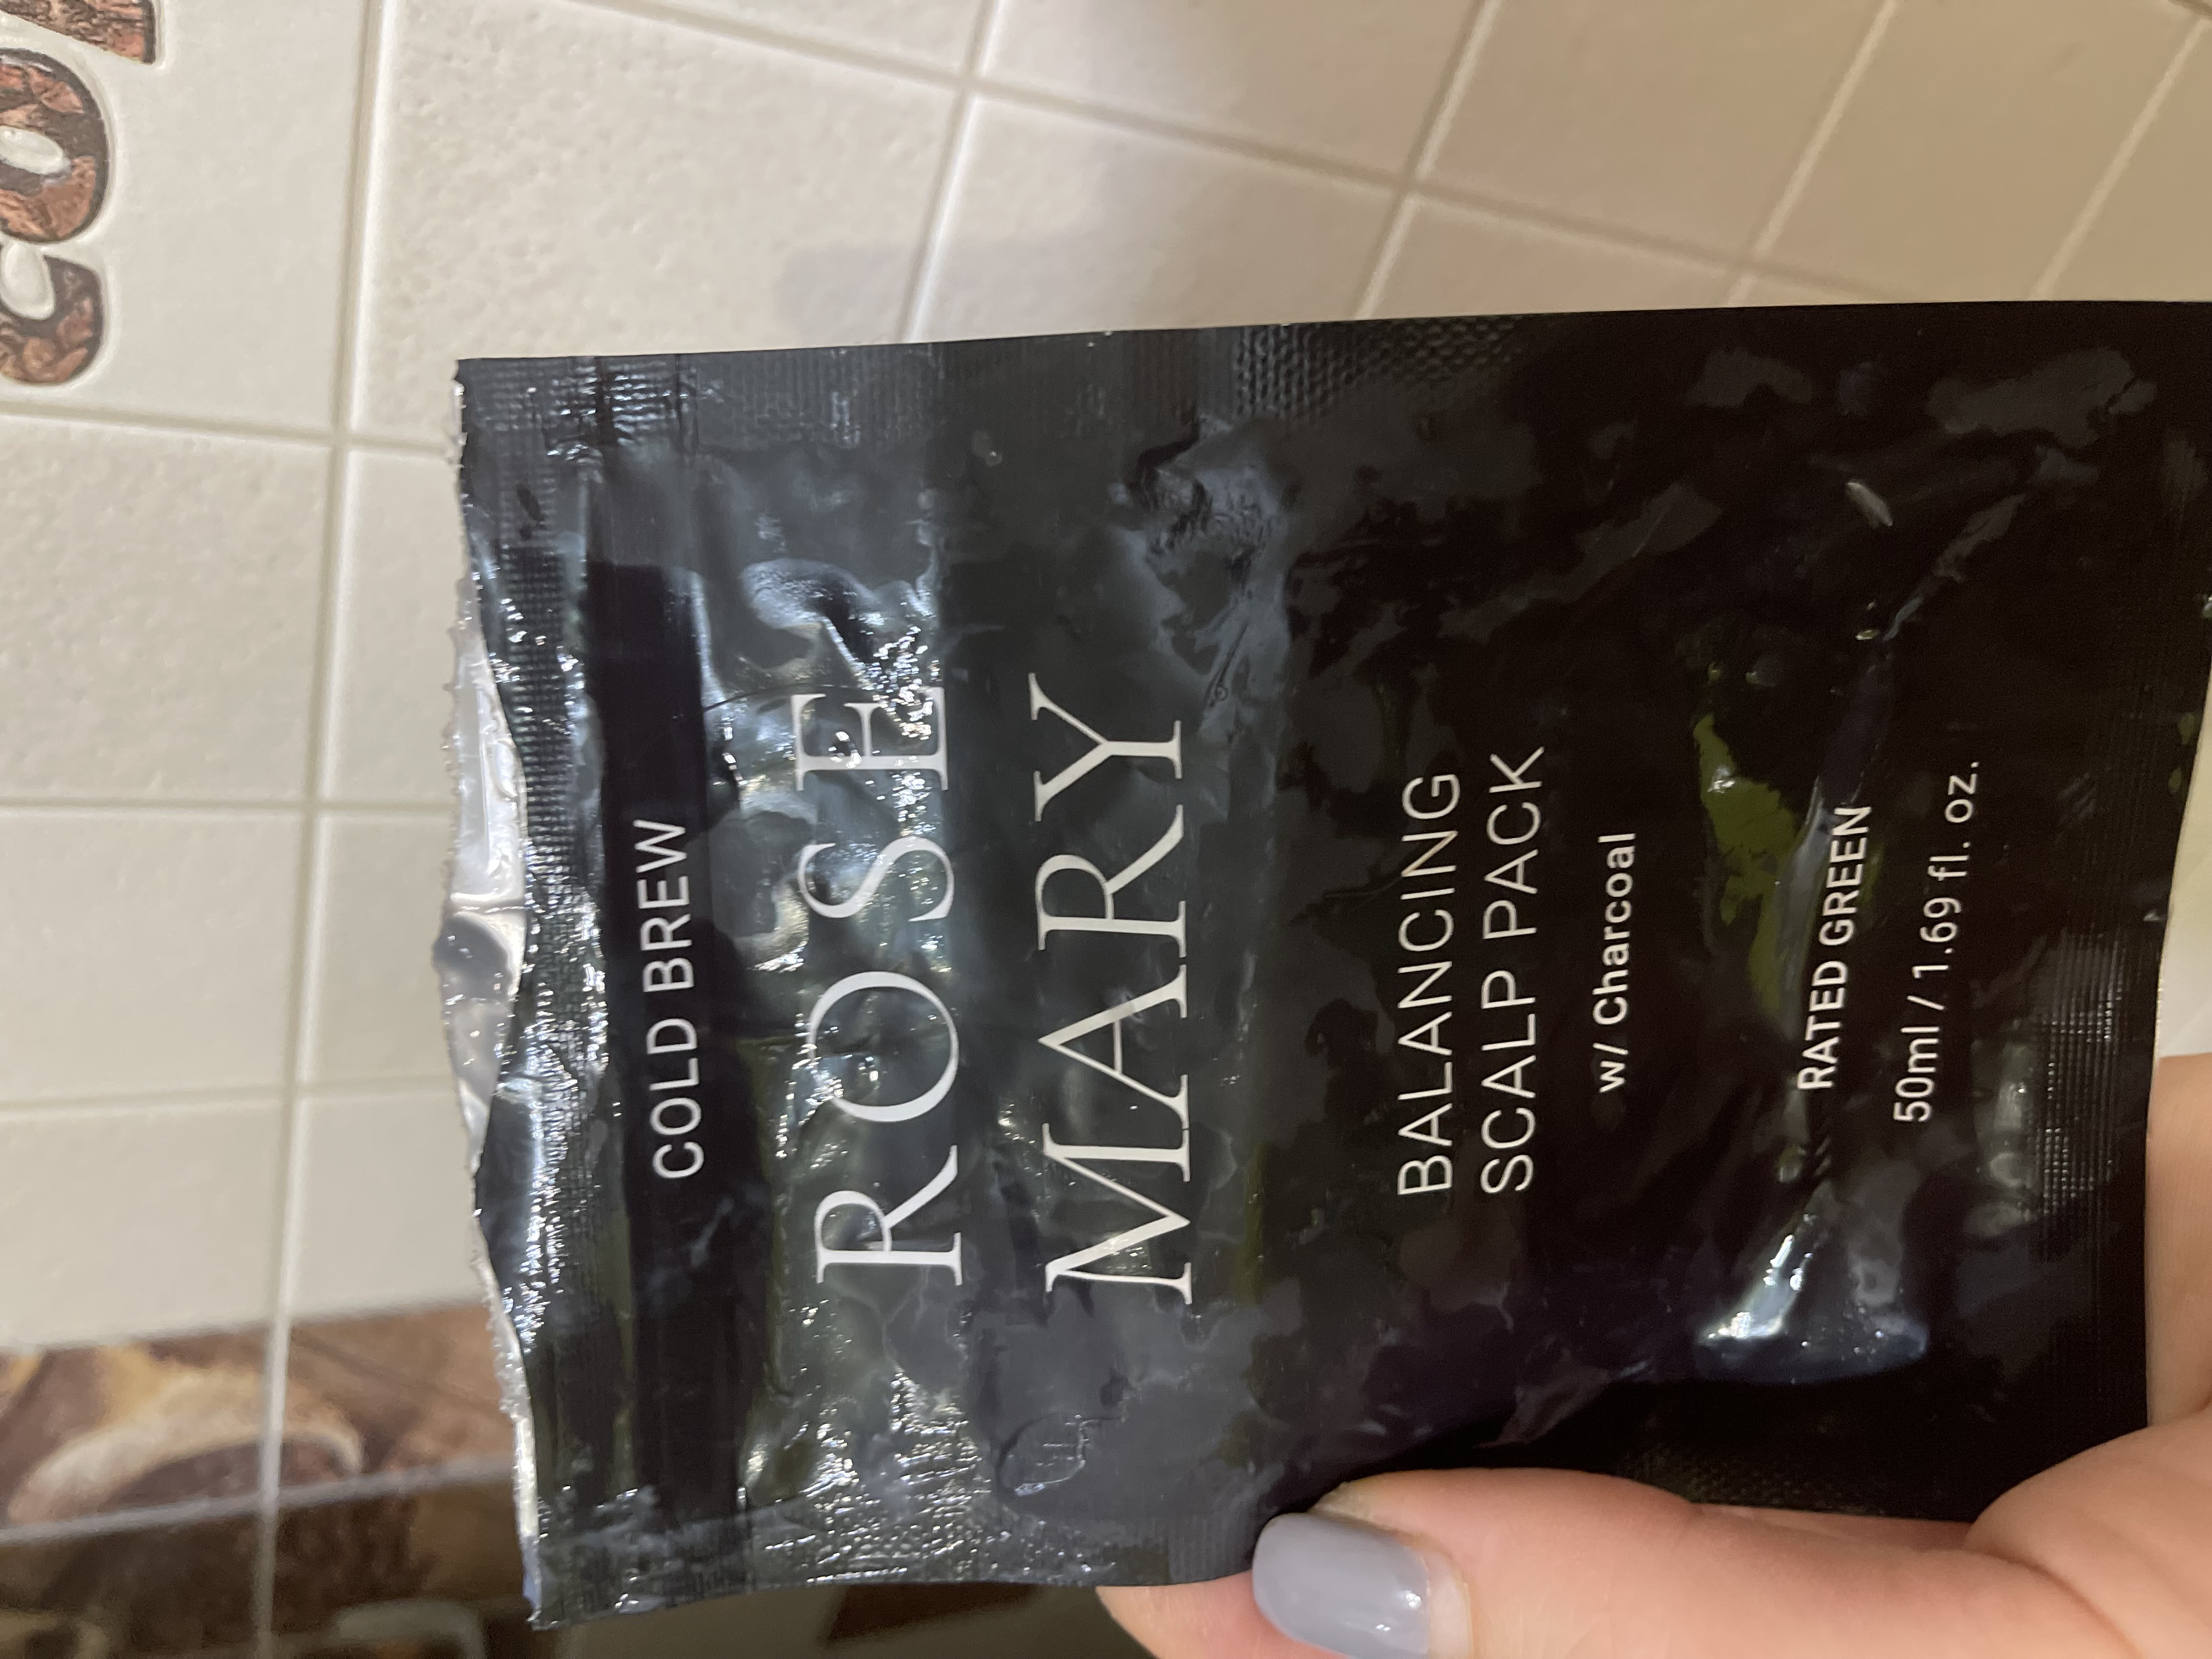 COLD BREW
ROSE
MARY
BALANCING
SCALP PACK
w/ Charcoal
RATED GREEN
50ml / 1.69 fl. oz.